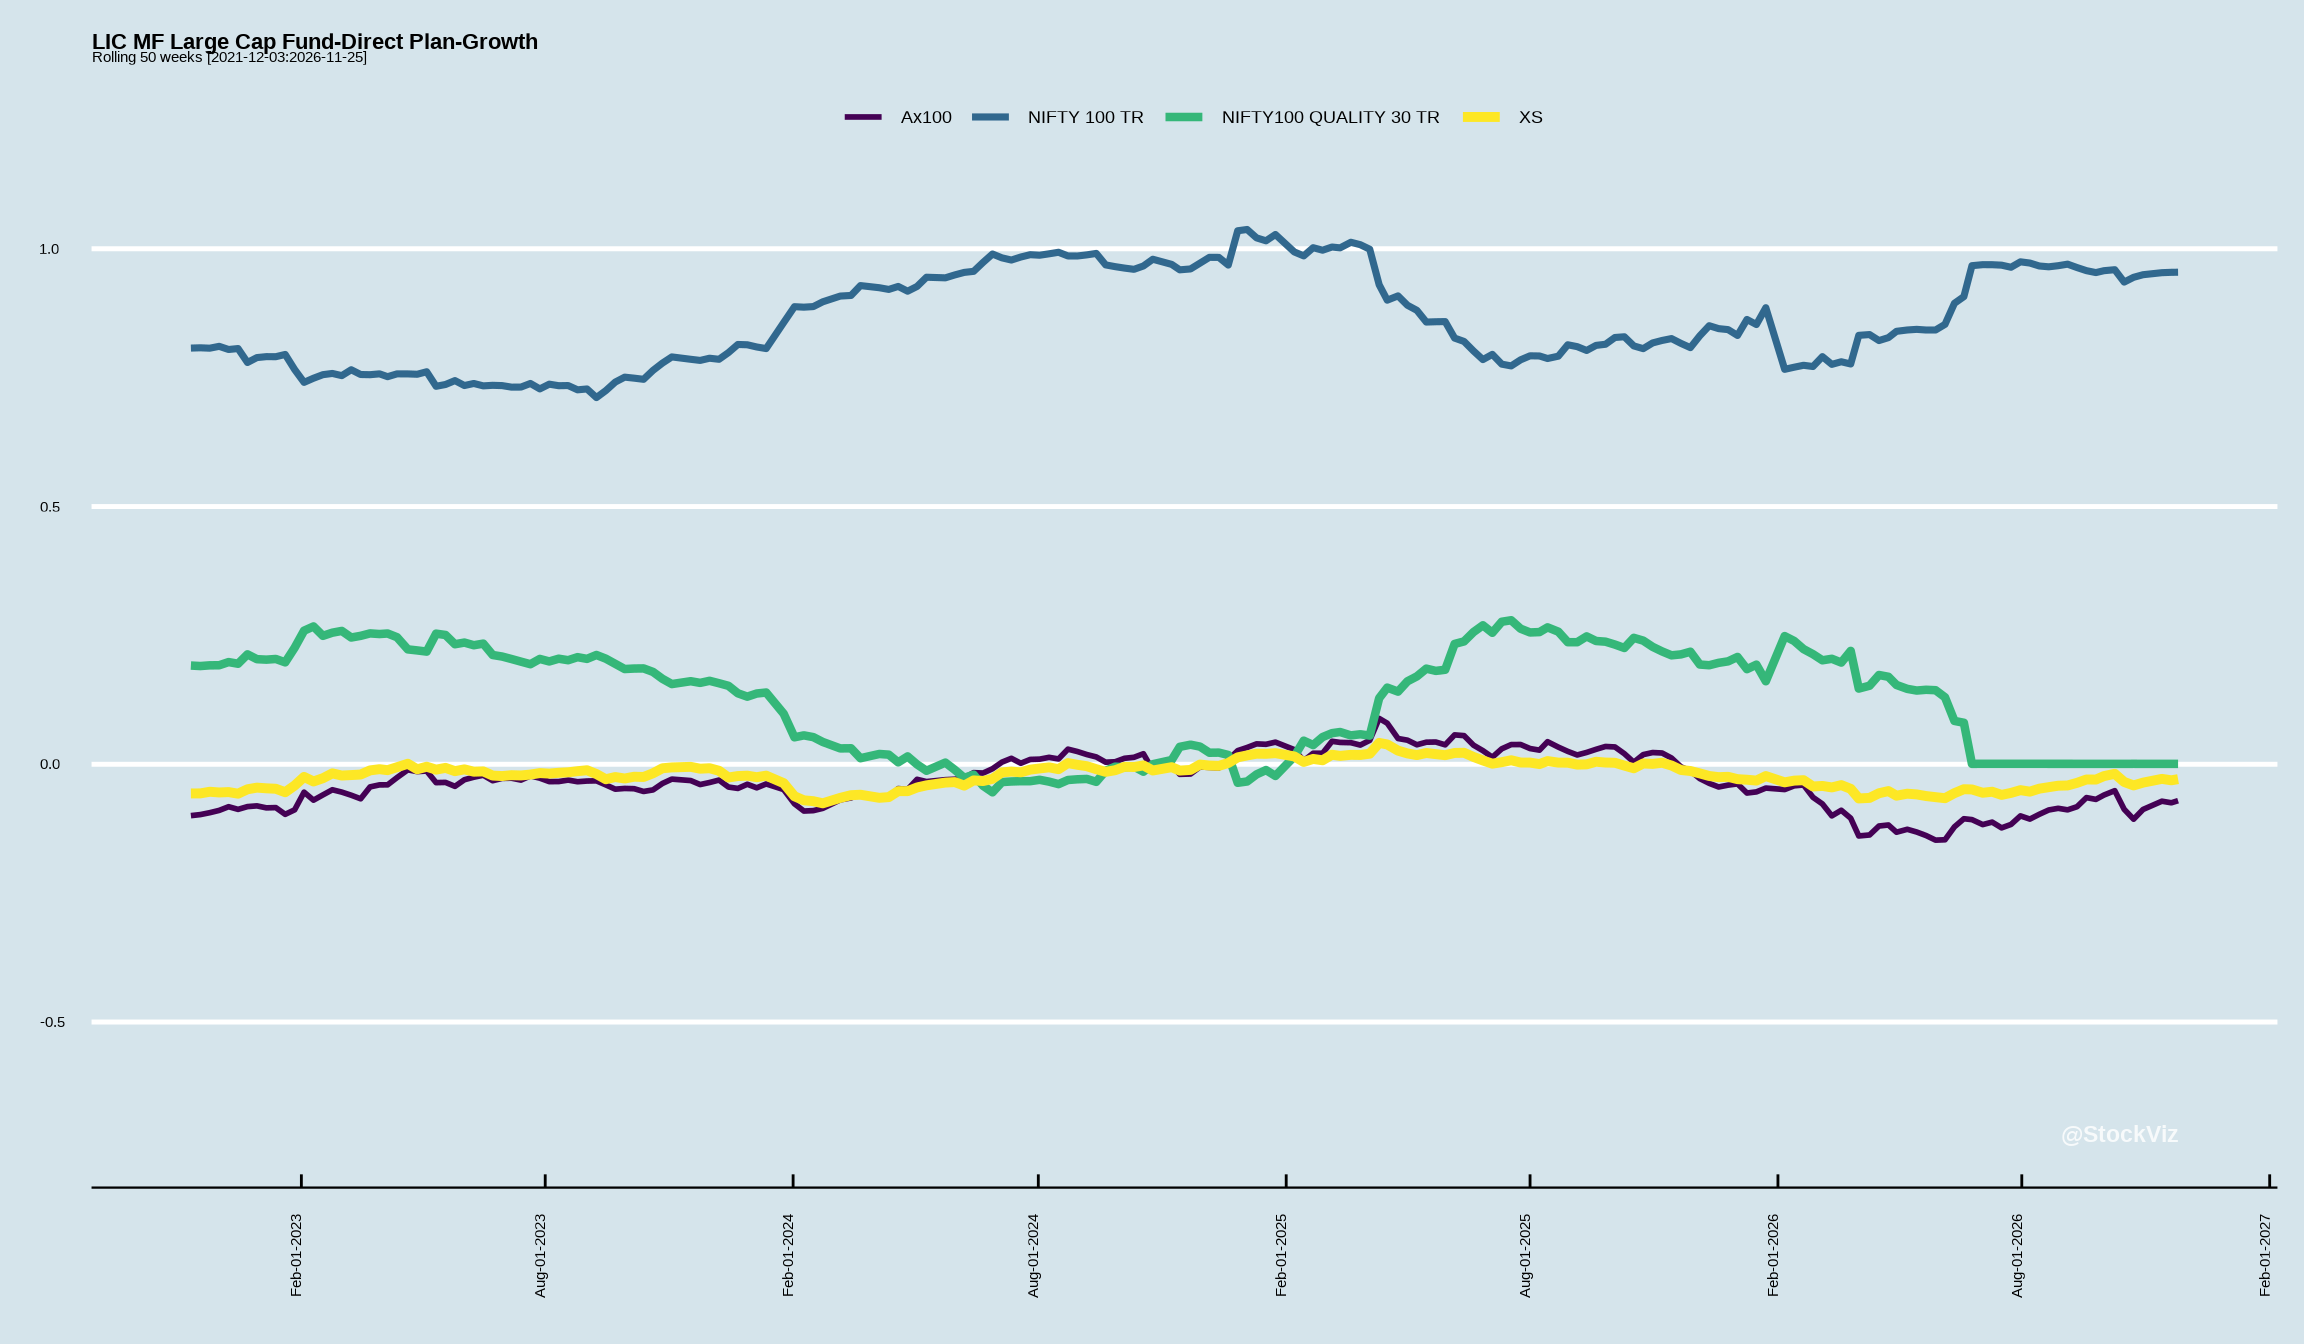 LIC MF Large Cap Fund-Direct Plan-Growth
Rolling 50 weeks [2021-12-03:2026-11-25]
Ax100 NIFTY 100 TR NIFTY100 QUALITY 30 TR XS
1.0
0.5
0.0
-0.5
@StockViz
Feb-01-2023
Aug-01-2023
Feb-01-2024
Aug-01-2024
Feb-01-2025
Aug-01-2025
Feb-01-2026
Aug-01-2026
Feb-01-2027